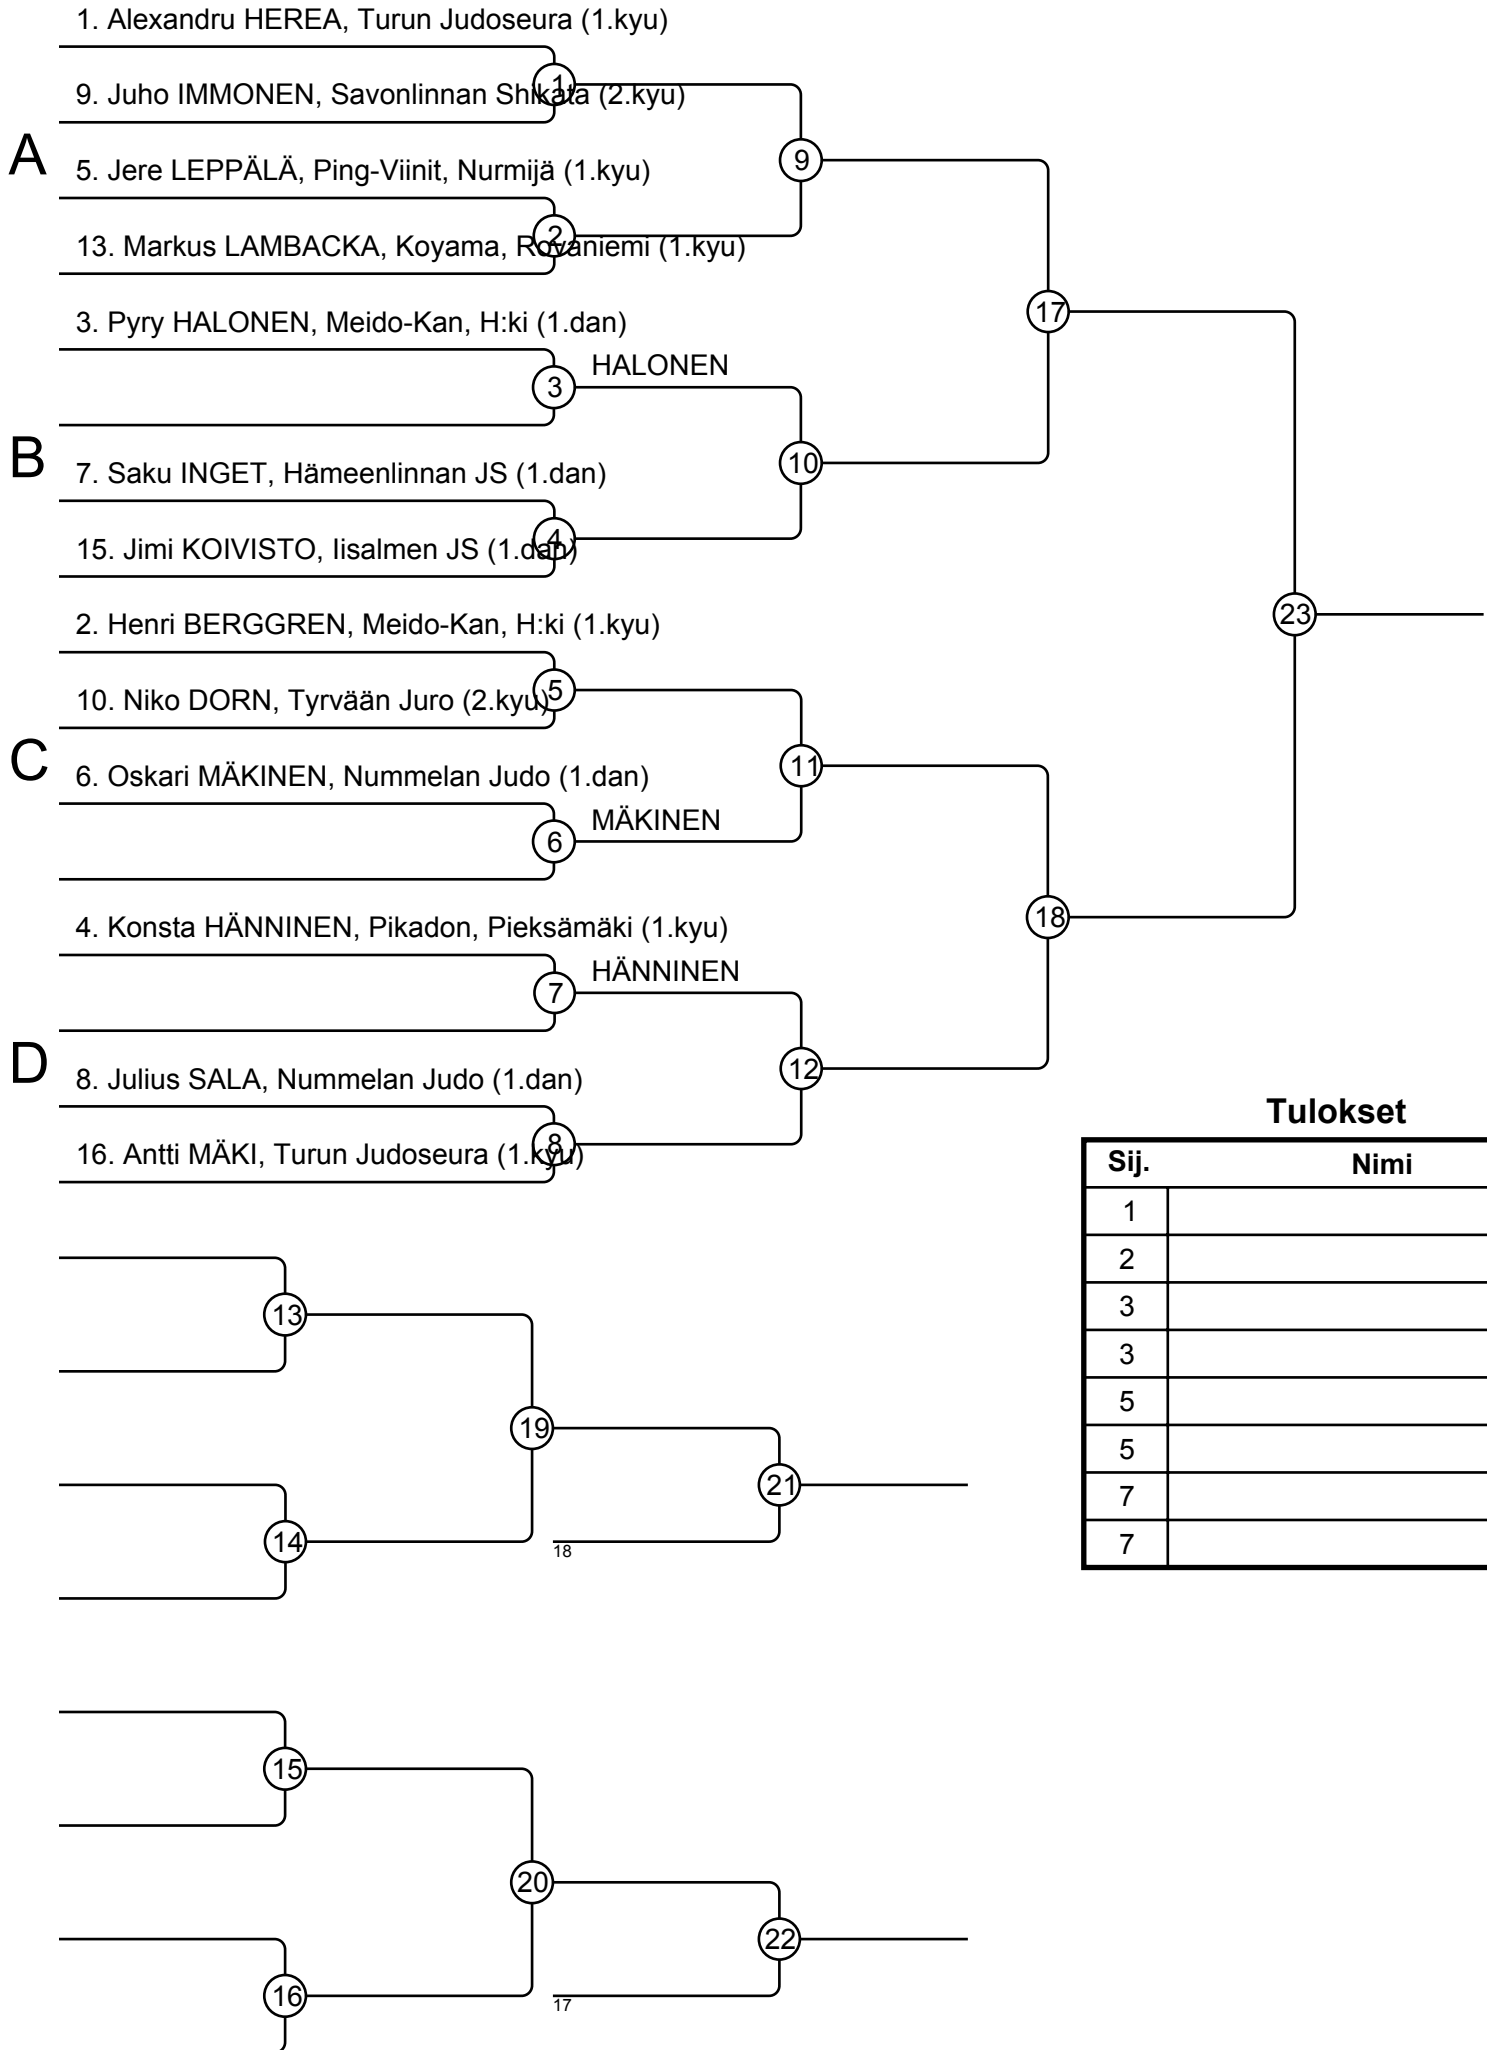 1. Alexandru HEREA, Turun Judoseura (1.kyu)
1
9. Juho IMMONEN, Savonlinnan Shikata (2.kyu)
A
9
5. Jere LEPPÄLÄ, Ping-Viinit, Nurmijä (1.kyu)
2
13. Markus LAMBACKA, Koyama, Rovaniemi (1.kyu)
17
3. Pyry HALONEN, Meido-Kan, H:ki (1.dan)
HALONEN
3
B
10
7. Saku INGET, Hämeenlinnan JS (1.dan)
4
15. Jimi KOIVISTO, Iisalmen JS (1.dan)
23
2. Henri BERGGREN, Meido-Kan, H:ki (1.kyu)
5
10. Niko DORN, Tyrvään Juro (2.kyu)
C
11
6. Oskari MÄKINEN, Nummelan Judo (1.dan)
MÄKINEN
6
18
4. Konsta HÄNNINEN, Pikadon, Pieksämäki (1.kyu)
HÄNNINEN
7
D
12
8. Julius SALA, Nummelan Judo (1.dan)
8
16. Antti MÄKI, Turun Judoseura (1.kyu)
Tulokset
Sij. Nimi
1
2
3
3
5
5
7
7
13
19
21
14
18
15
20
22
16
17